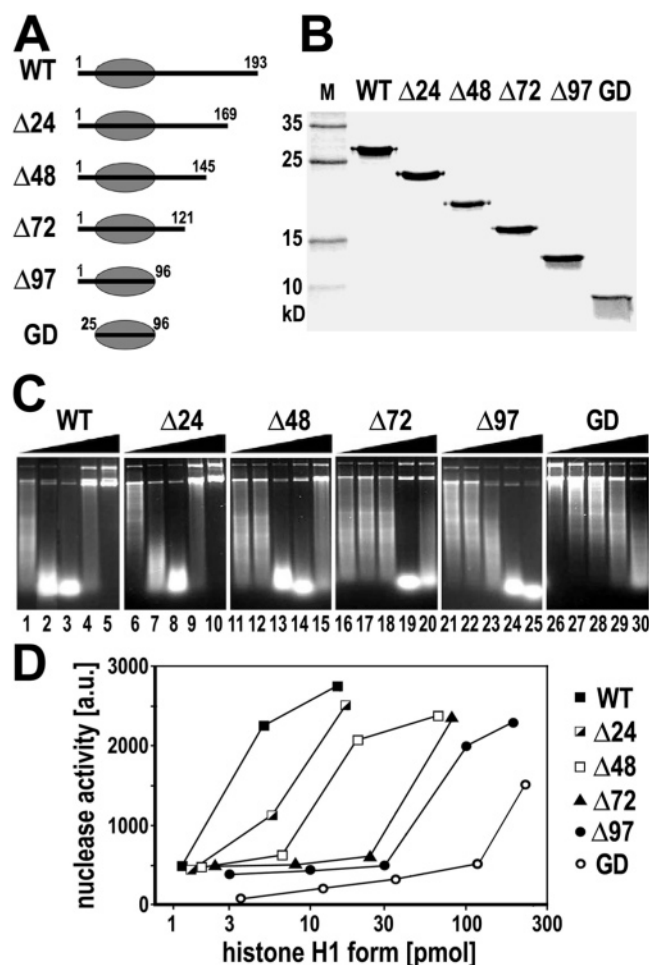 A
WT 1 193
Δ24 1 169
Δ48 1 145
Δ72 1 121
Δ97 1 96
GD 25 96
B
M WT Δ24 Δ48 Δ72 Δ97 GD
35
25
15
10
kD
C
WT Δ24 Δ48 Δ72 Δ97 GD
1 2 3 4 5 6 7 8 9 10 11 12 13 14 15 16 17 18 19 20 21 22 23 24 25 26 27 28 29 30
D
nuclease activity [a.u.]
3000
2000
1000
0
1 3 10 30 100 300
histone H1 form [pmol]
WT
Δ24
Δ48
Δ72
Δ97
GD